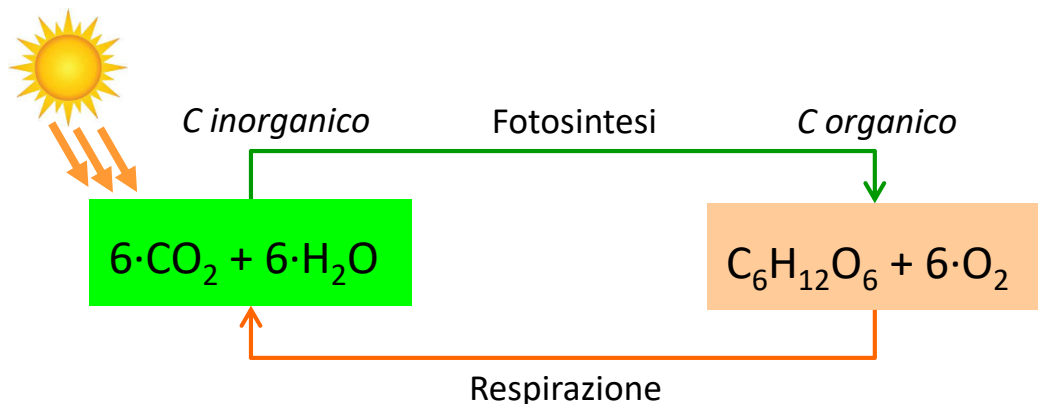 C inorganico Fotosintesi C organico
6·CO₂ + 6·H₂O
C₆H₁₂O₆ + 6·O₂
Respirazione